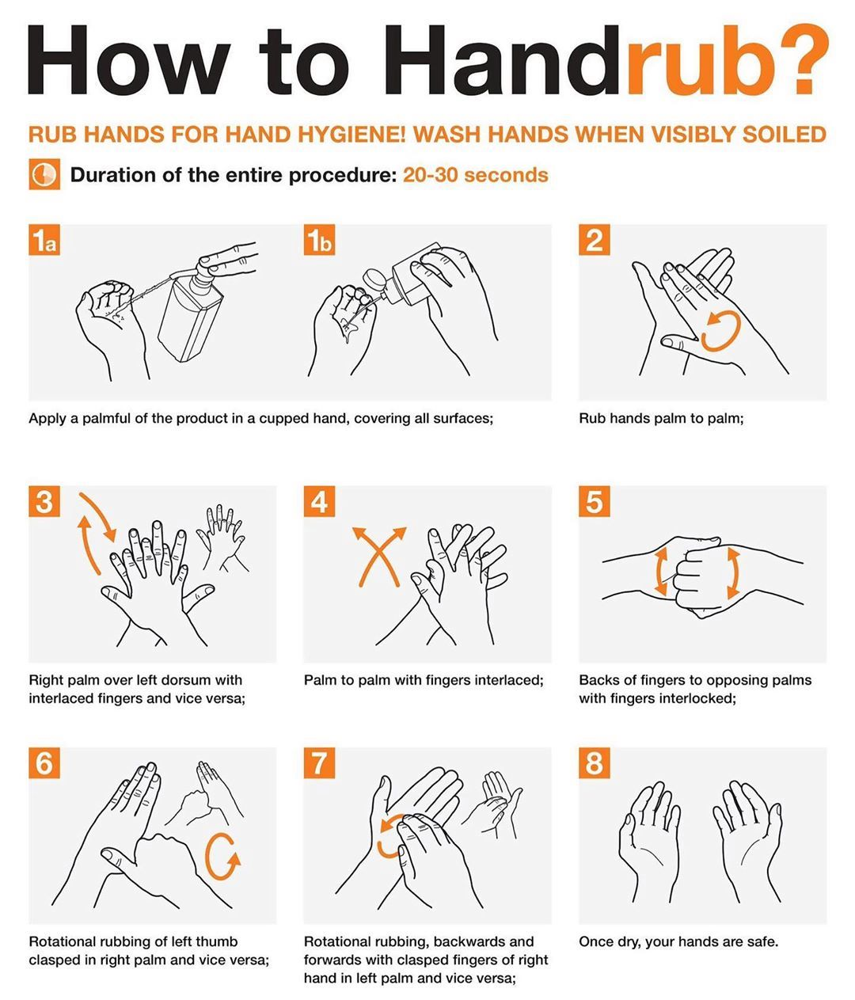 How to Handrub?
RUB HANDS FOR HAND HYGIENE! WASH HANDS WHEN VISIBLY SOILED
Duration of the entire procedure: 20-30 seconds
1a
1b
Apply a palmful of the product in a cupped hand, covering all surfaces;
2
Rub hands palm to palm;
3
Right palm over left dorsum with
interlaced fingers and vice versa;
4
Palm to palm with fingers interlaced;
5
Backs of fingers to opposing palms
with fingers interlocked;
6
Rotational rubbing of left thumb
clasped in right palm and vice versa;
7
Rotational rubbing, backwards and
forwards with clasped fingers of right
hand in left palm and vice versa;
8
Once dry, your hands are safe.